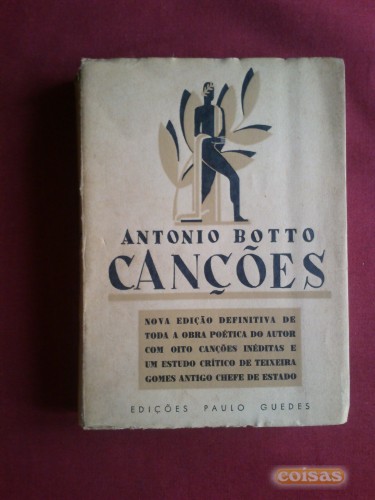 ANTONIO BOTTO
CANÇÕES
NOVA EDIÇÃO DEFINITIVA DE
TODA A OBRA POÉTICA DO AUTOR
COM OITO CANÇÕES INÉDITAS E
UM ESTUDO CRÍTICO DE TEIXEIRA
GOMES ANTIGO CHEFE DE ESTADO
EDIÇÕES PAULO GUEDES
coisas